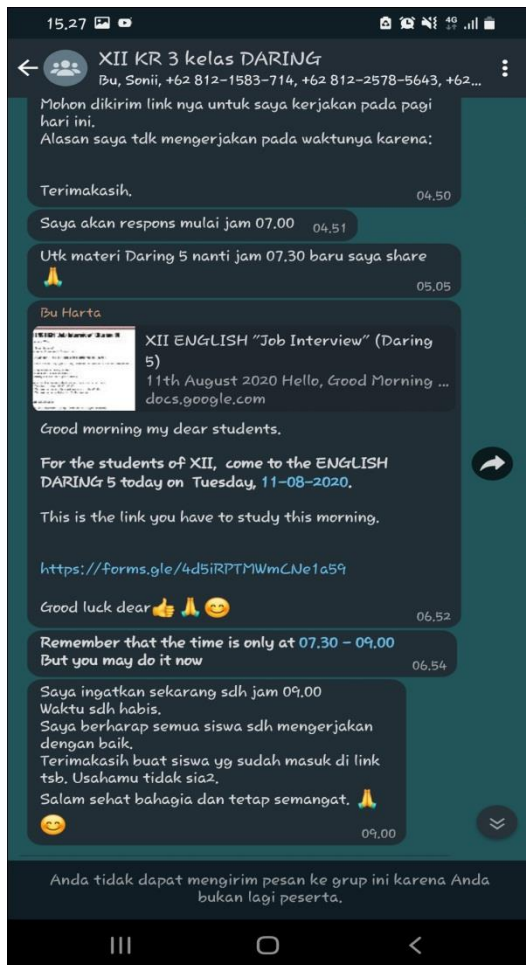 15.27
4G
XII KR 3 kelas DARING
Bu, Sonii, +62 812-1583-714, +62 812-2578-5643, +62...
Mohon dikirim link nya untuk saya kerjakan pada pagi
hari ini.
Alasan saya tdk mengerjakan pada waktunya karena:
Terimakasih.
04.50
Saya akan respons mulai jam 07.00 04.51
Utk materi Daring 5 nanti jam 07.30 baru saya share
🙏
05.05
Bu Harta
XII ENGLISH "Job Interview" (Daring
5)
11th August 2020 Hello, Good Morning ...
docs.google.com
Good morning my dear students.
For the students of XII, come to the ENGLISH
DARING 5 today on Tuesday, 11-08-2020.
This is the link you have to study this morning.
https://forms.gle/4d5iRPTMWmCNe1a59
Good luck dear👍🙏😊
06.52
Remember that the time is only at 07.30 - 09.00
But you may do it now
06.54
Saya ingatkan sekarang sdh jam 09.00
Waktu sdh habis.
Saya berharap semua siswa sdh mengerjakan
dengan baik.
Terimakasih buat siswa yg sudah masuk di link
tsb. Usahamu tidak sia2.
Salam sehat bahagia dan tetap semangat. 🙏
😊
09.00
Anda tidak dapat mengirim pesan ke grup ini karena Anda
bukan lagi peserta.